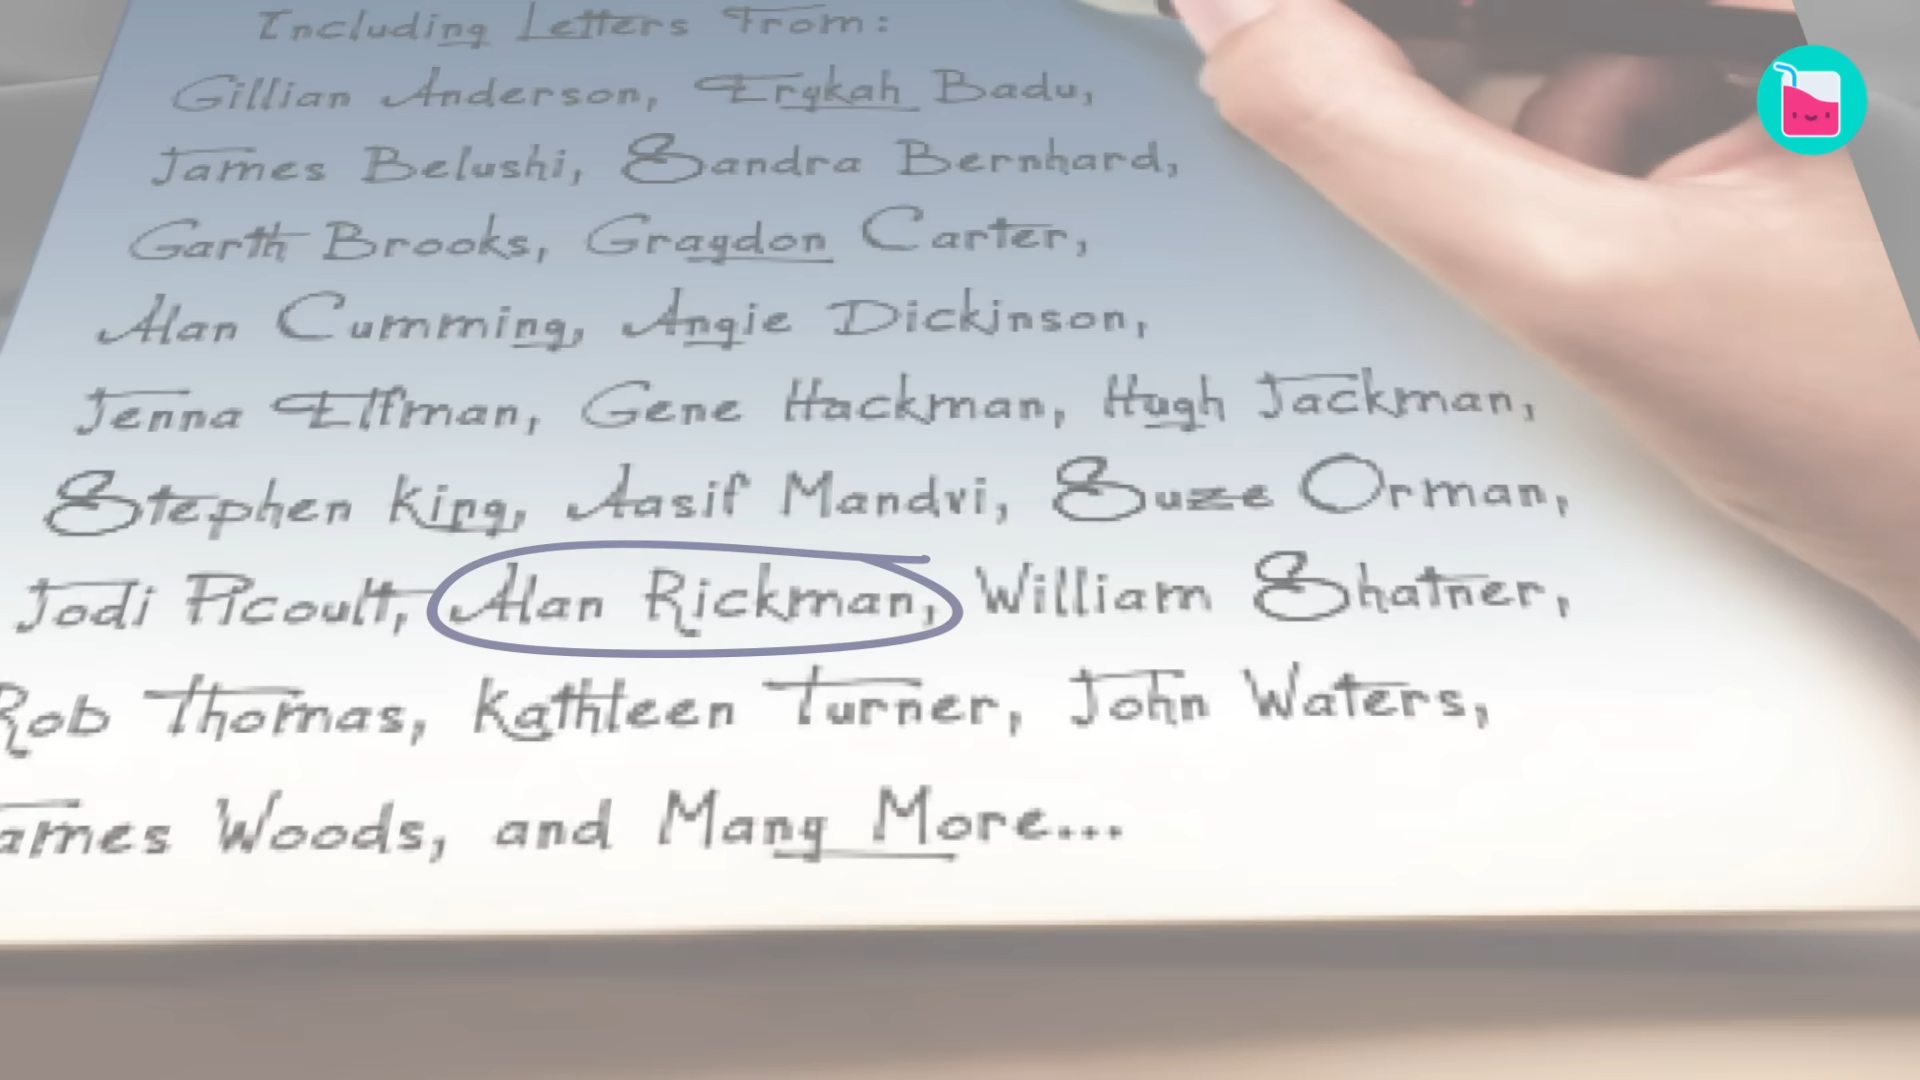 Including Letters From:
Gillian Anderson, Erykah Badu,
James Belushi, Sandra Bernhard,
Garth Brooks, Graydon Carter,
Alan Cumming, Angie Dickinson,
Jenna Elfman, Gene Hackman, Hugh Jackman,
Stephen King, Aasif Mandvi, Suze Orman,
Jodi Picoult, Alan Rickman, William Shatner,
Rob Thomas, Kathleen Turner, John Waters,
James Woods, and Many More...